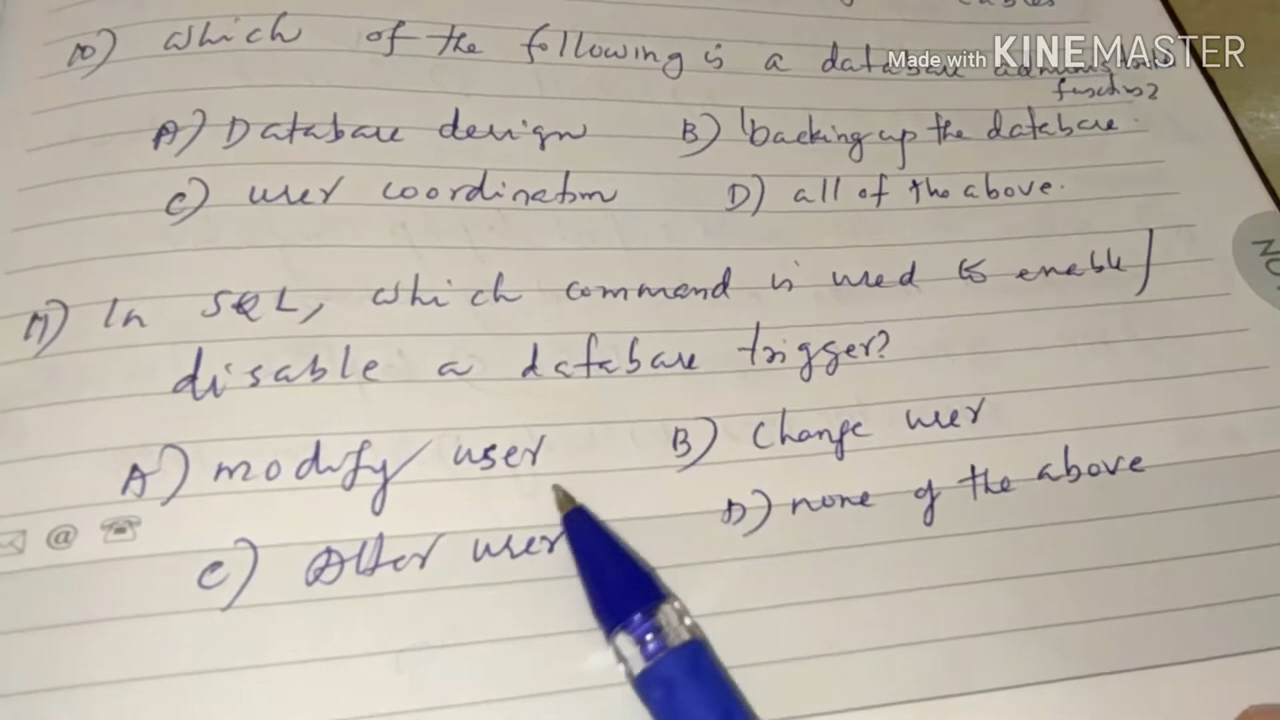 10) Which of the following is a database
Made with KINEMASTER
A) Database design B) backing up the database.
C) user coordination D) all of the above.
11) In SQL, which command is used to enable/
disable a database trigger?
A) modify user B) change user
C) Alter user D) none of the above